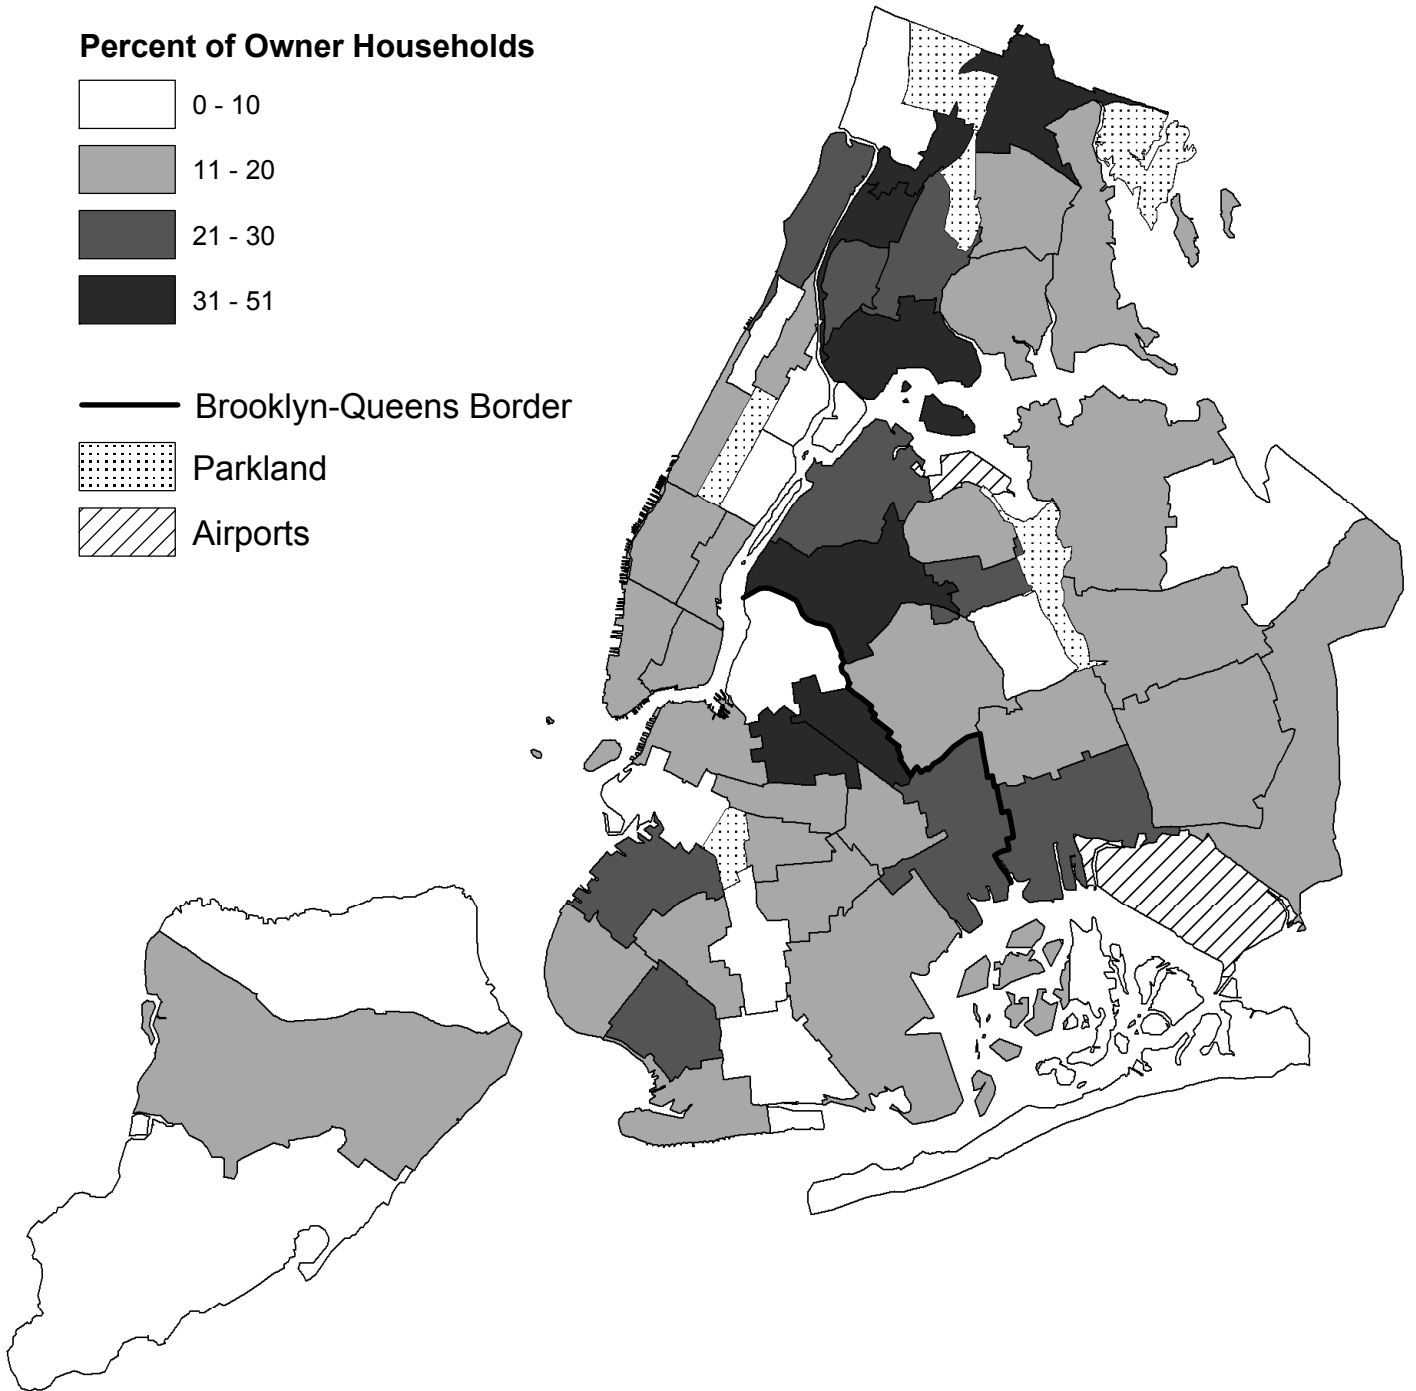 Percent of Owner Households
0 - 10
11 - 20
21 - 30
31 - 51
Brooklyn-Queens Border
Parkland
Airports